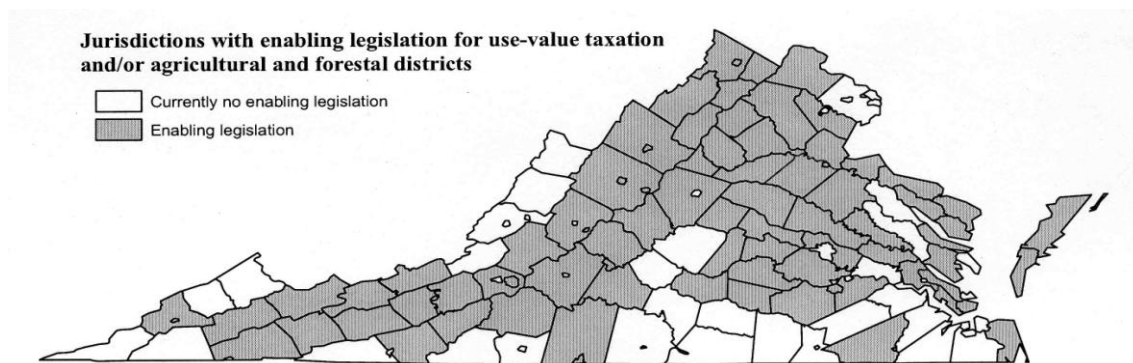 Jurisdictions with enabling legislation for use-value taxation
and/or agricultural and forestal districts
Currently no enabling legislation
Enabling legislation